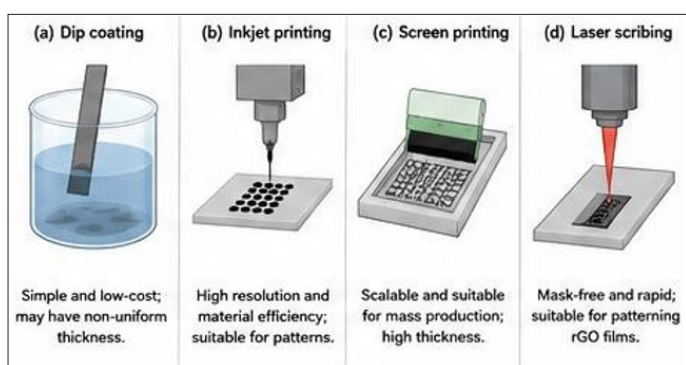 (a) Dip coating
Simple and low-cost;
may have non-uniform
thickness.
(b) Inkjet printing
High resolution and
material efficiency;
suitable for patterns.
(c) Screen printing
Scalable and suitable
for mass production;
high thickness.
(d) Laser scribing
Mask-free and rapid;
suitable for patterning
rGO films.